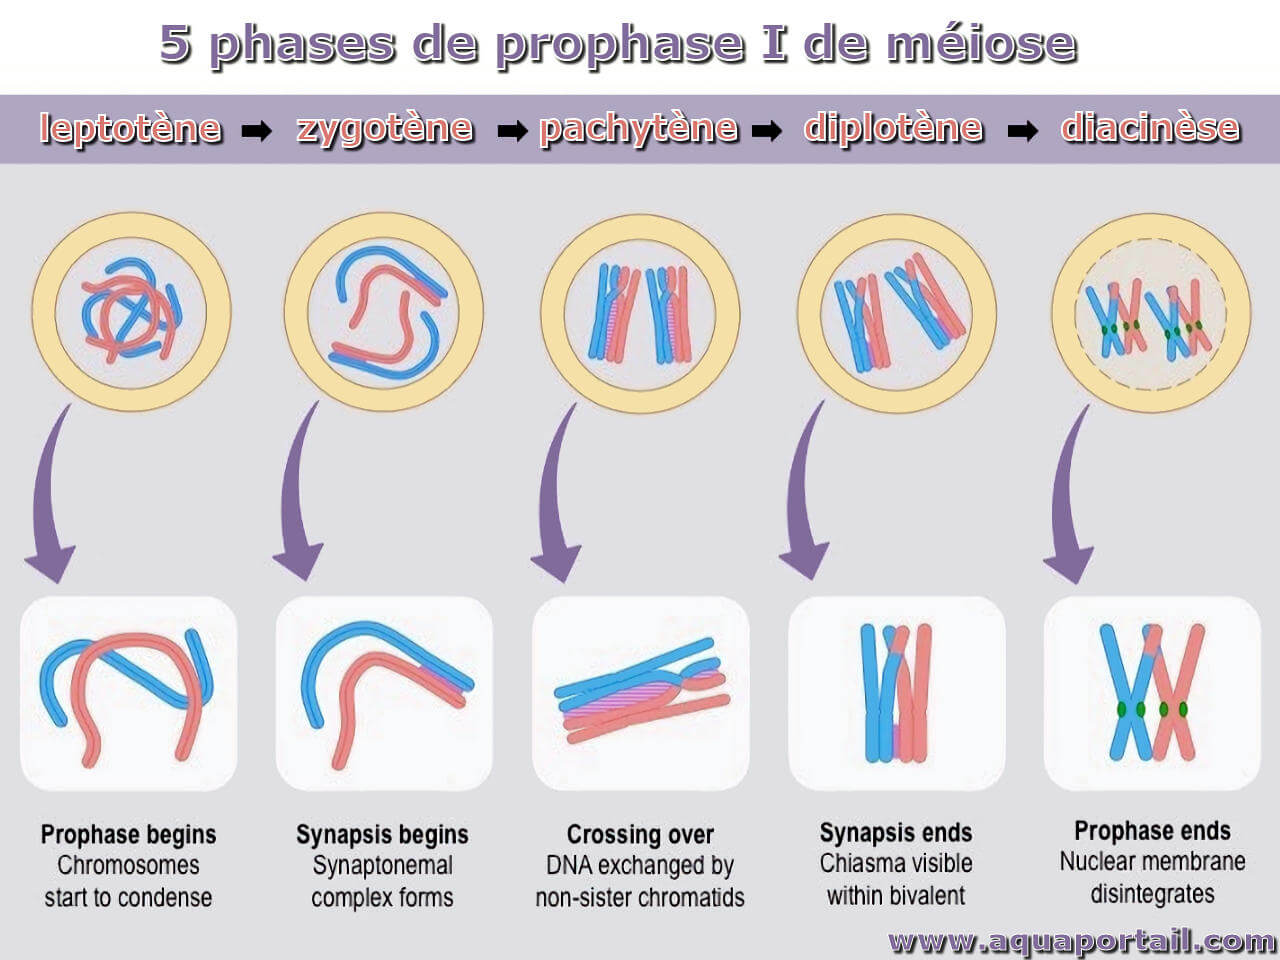 5 phases de prophase I de méiose
leptotène ➡ zygotène ➡ pachytène ➡ diplotène ➡ diacinèse
Prophase begins
Chromosomes
start to condense
Synapsis begins
Synaptonemal
complex forms
Crossing over
DNA exchanged by
non-sister chromatids
Synapsis ends
Chiasma visible
within bivalent
Prophase ends
Nuclear membrane
disintegrates
www.aquaportail.com